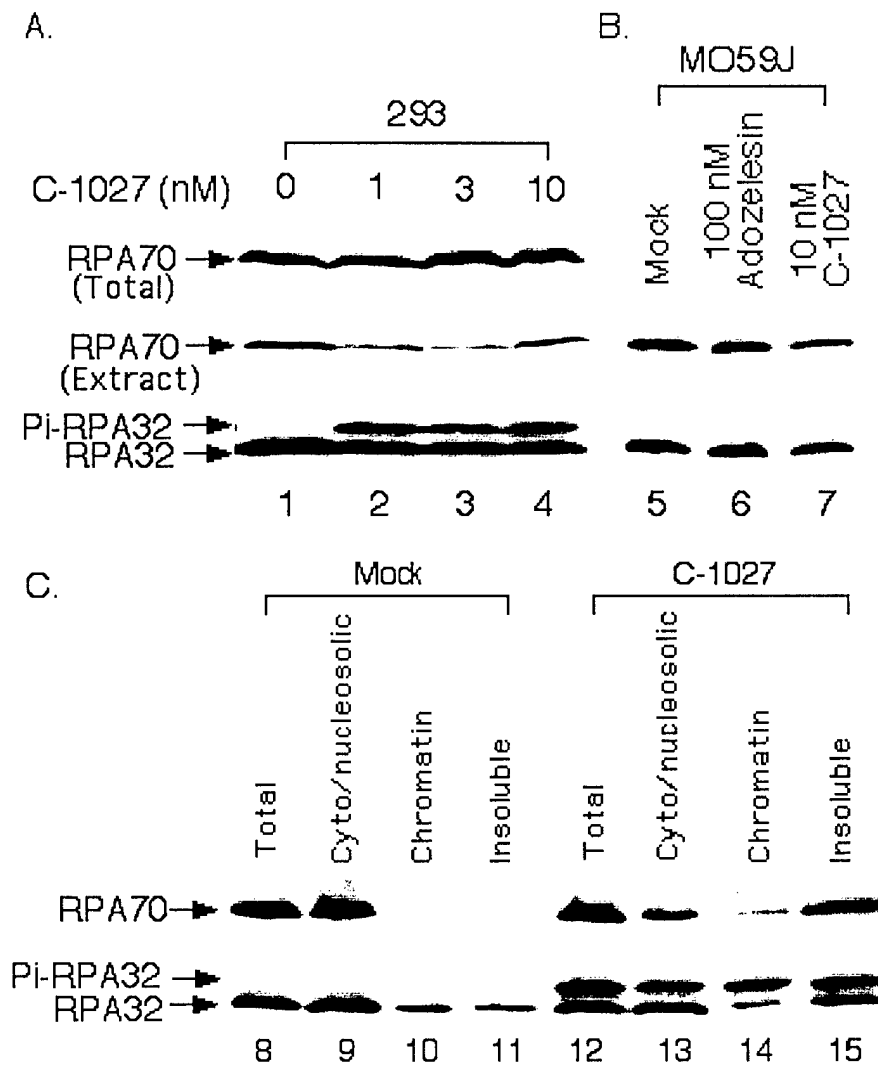 A.
293
C-1027 (nM) 0 1 3 10
RPA70
(Total)
RPA70
(Extract)
Pi-RPA32
RPA32
1 2 3 4
B.
MO59J
Mock
100 nM
Adozelesin
10 nM
C-1027
5 6 7
C.
Mock
C-1027
Total
Cyto/nucleosolic
Chromatin
Insoluble
Total
Cyto/nucleosolic
Chromatin
Insoluble
RPA70
Pi-RPA32
RPA32
8 9 10 11 12 13 14 15